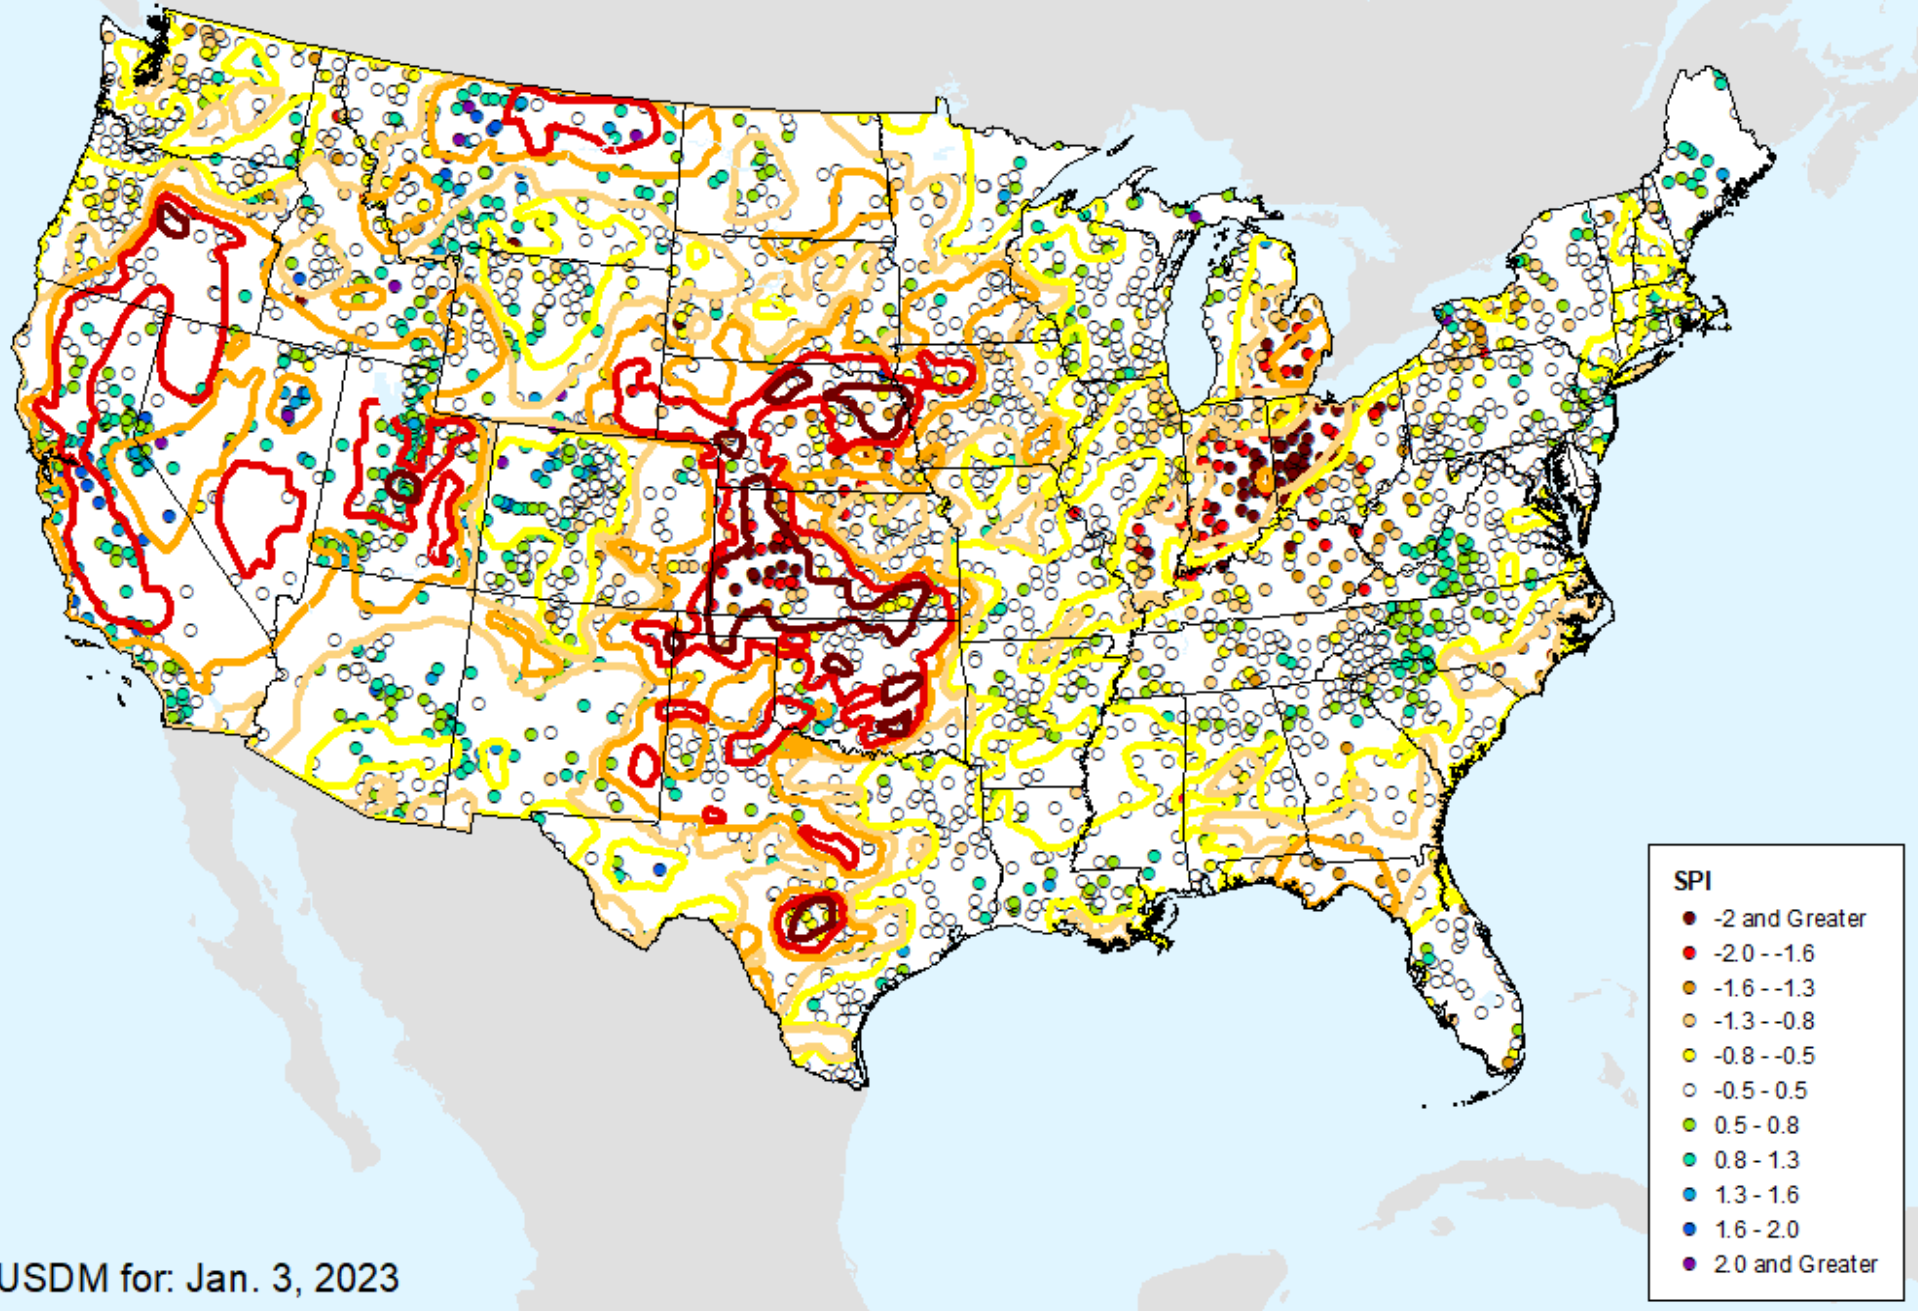 SPI
-2 and Greater
-2.0 - -1.6
-1.6 - -1.3
-1.3 - -0.8
-0.8 - -0.5
-0.5 - 0.5
0.5 - 0.8
0.8 - 1.3
1.3 - 1.6
1.6 - 2.0
2.0 and Greater
USDM for: Jan. 3, 2023